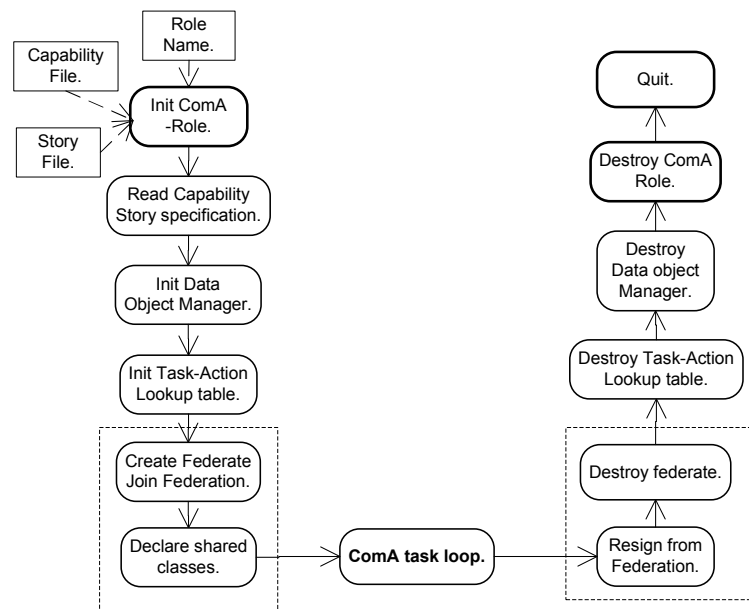 Role
Name.
Capability
File.
Init ComA
-Role.
Story
File.
Read Capability
Story specification.
Init Data
Object Manager.
Init Task-Action
Lookup table.
Create Federate
Join Federation.
Declare shared
classes.
ComA task loop.
Resign from
Federation.
Destroy federate.
Destroy Task-Action
Lookup table.
Destroy
Data object
Manager.
Destroy ComA
Role.
Quit.